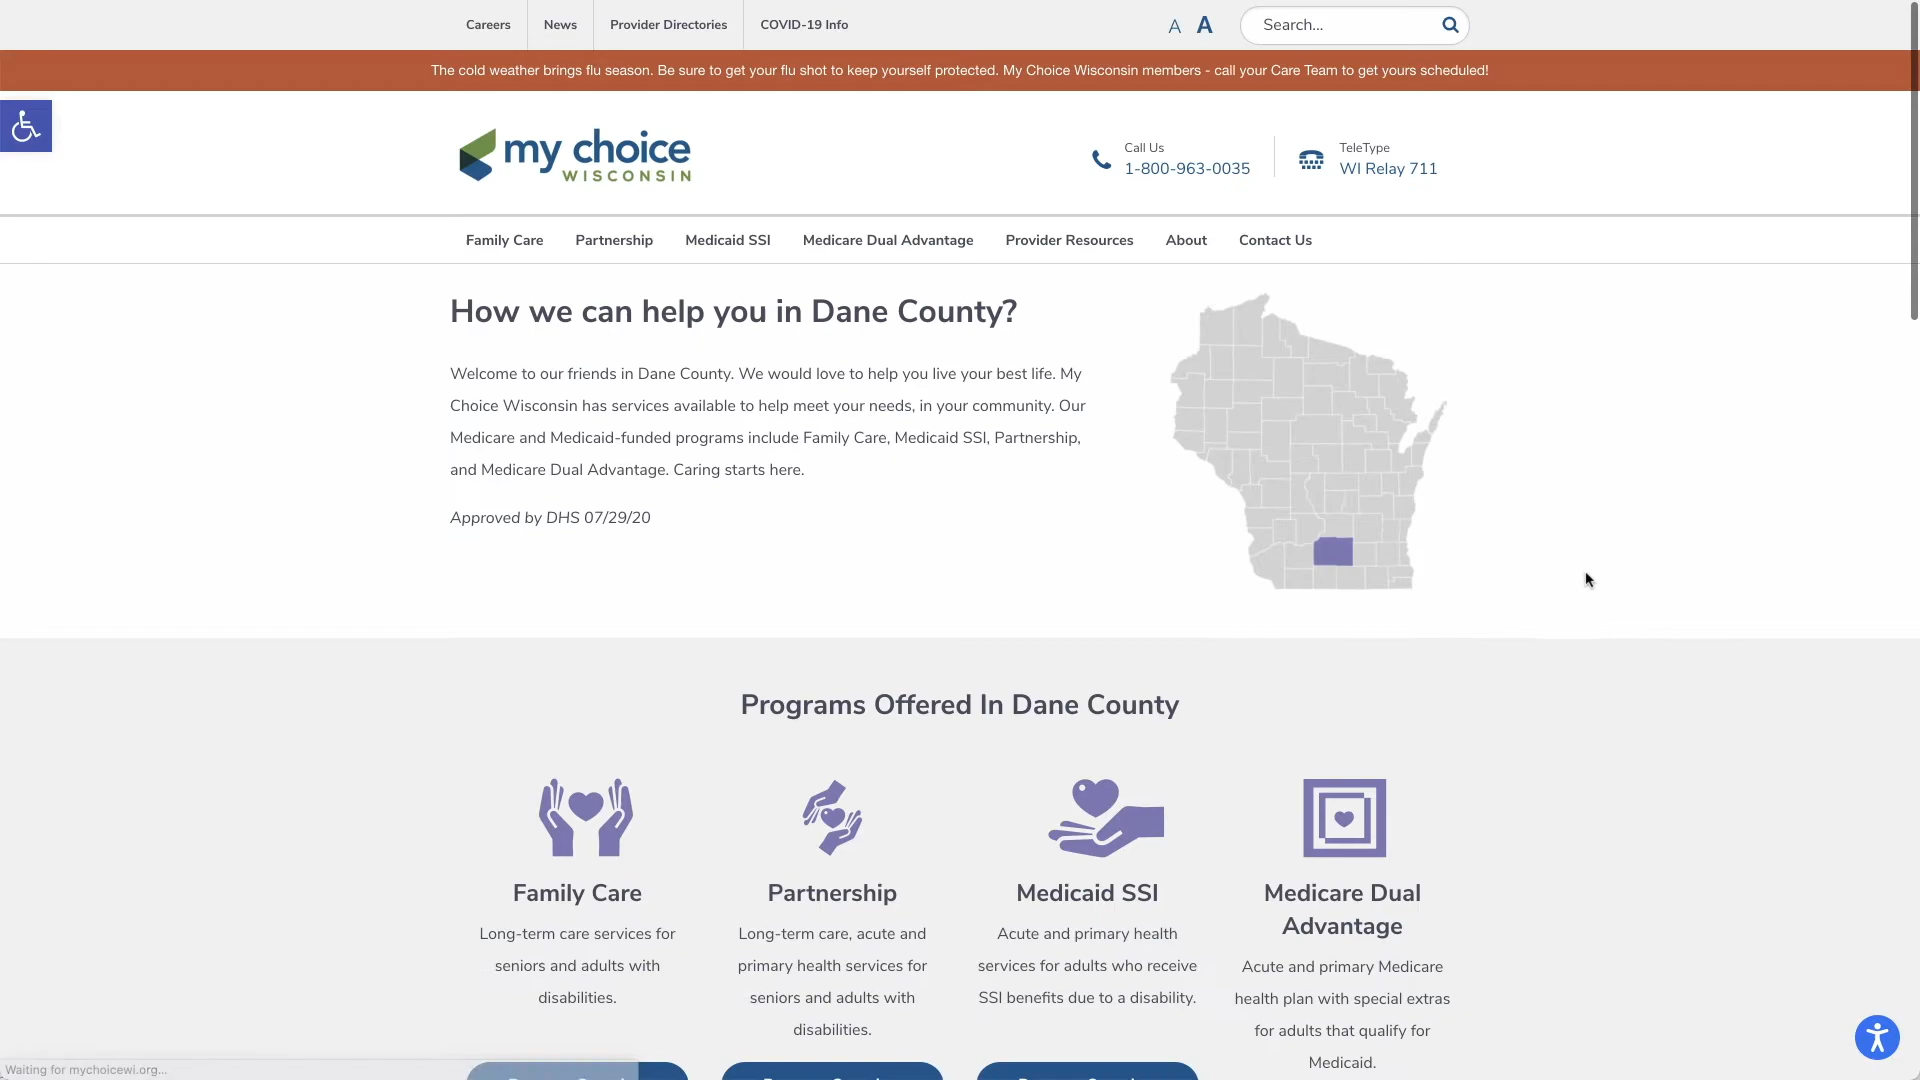 Careers
News
Provider Directories
COVID-19 Info
A A
Search...
The cold weather brings flu season. Be sure to get your flu shot to keep yourself protected. My Choice Wisconsin members - call your Care Team to get yours scheduled!
my choice
WISCONSIN
Call Us
1-800-963-0035
TeleType
WI Relay 711
Family Care
Partnership
Medicaid SSI
Medicare Dual Advantage
Provider Resources
About
Contact Us
How we can help you in Dane County?
Welcome to our friends in Dane County. We would love to help you live your best life. My
Choice Wisconsin has services available to help meet your needs, in your community. Our
Medicare and Medicaid-funded programs include Family Care, Medicaid SSI, Partnership,
and Medicare Dual Advantage. Caring starts here.
Approved by DHS 07/29/20
Programs Offered In Dane County
Family Care
Long-term care services for
seniors and adults with
disabilities.
Partnership
Long-term care, acute and
primary health services for
seniors and adults with
disabilities.
Medicaid SSI
Acute and primary health
services for adults who receive
SSI benefits due to a disability.
Medicare Dual
Advantage
Acute and primary Medicare
health plan with special extras
for adults that qualify for
Medicaid.
Waiting for mychoicewi.org...